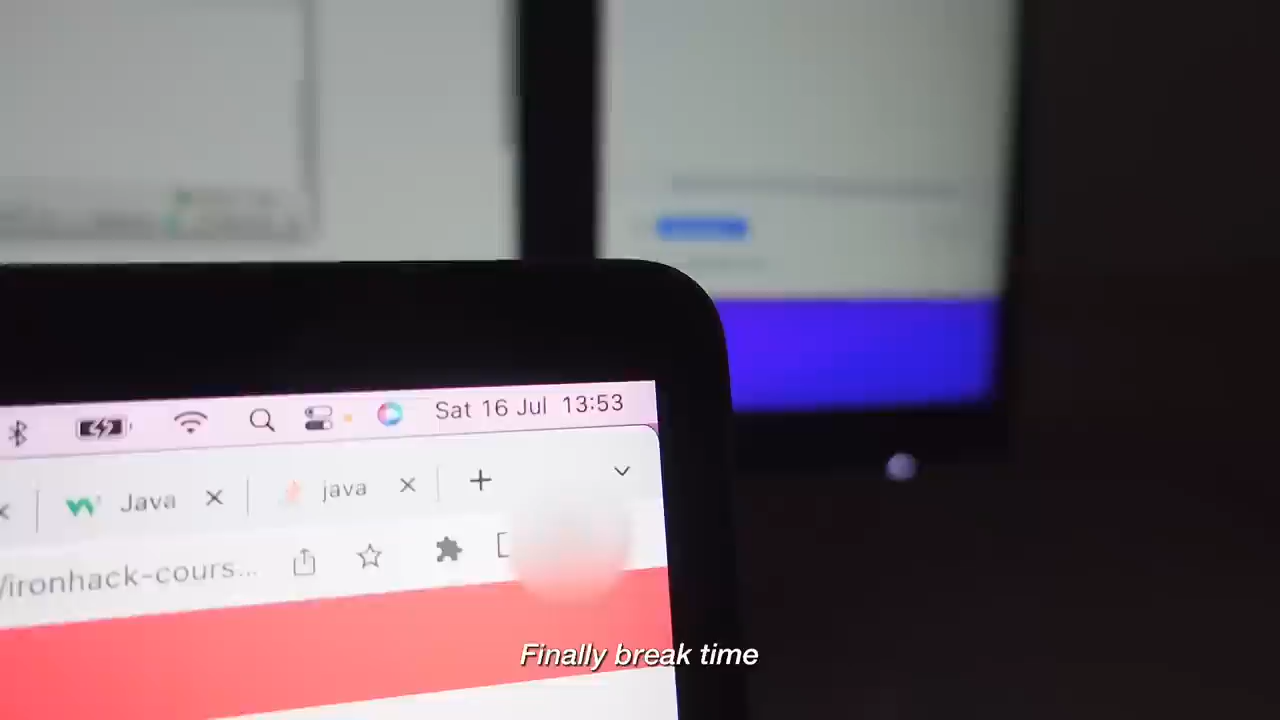 Sat 16 Jul 13:53
Java
java
/ironhack-cours...
Finally break time